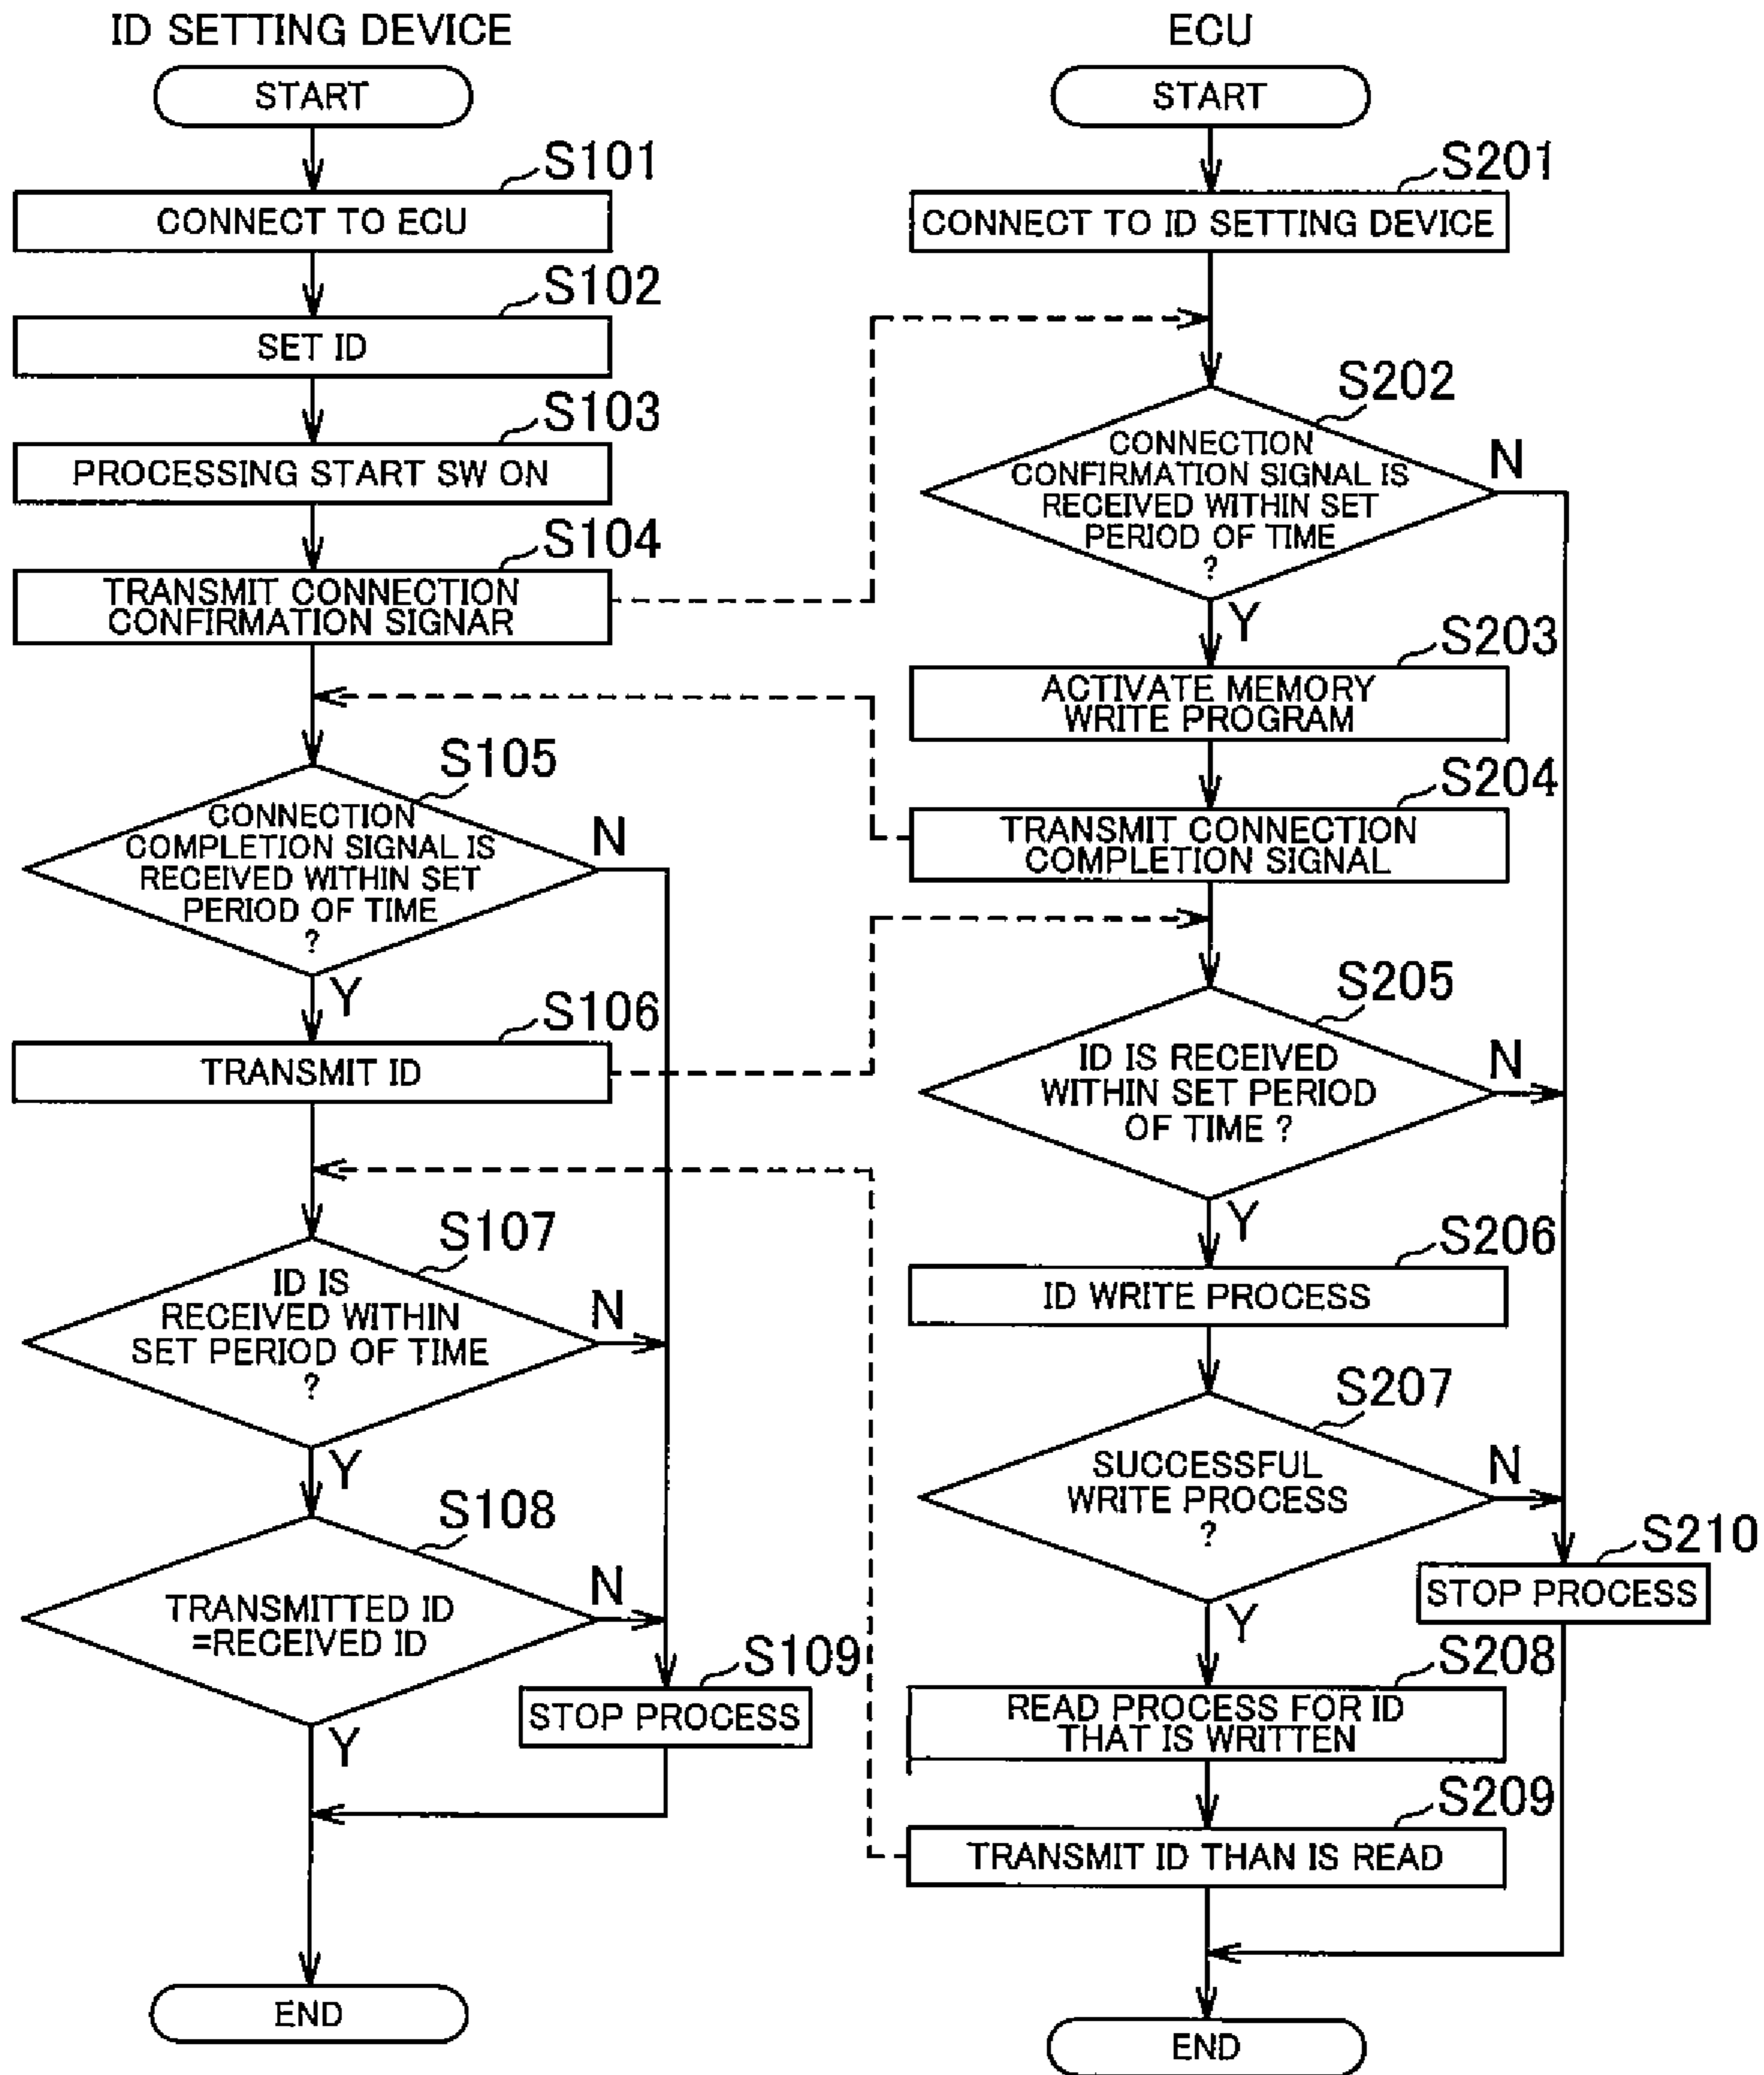 ID SETTING DEVICE
START
S101
CONNECT TO ECU
S102
SET ID
S103
PROCESSING START SW ON
S104
TRANSMIT CONNECTION
CONFIRMATION SIGNAR
S105
CONNECTION
COMPLETION SIGNAL IS
RECEIVED WITHIN SET
PERIOD OF TIME
?
N
Y
S106
TRANSMIT ID
S107
ID IS
RECEIVED WITHIN
SET PERIOD OF TIME
?
N
Y
S108
TRANSMITTED ID
=RECEIVED ID
N
Y
S109
STOP PROCESS
END
ECU
START
S201
CONNECT TO ID SETTING DEVICE
S202
CONNECTION
CONFIRMATION SIGNAL IS
RECEIVED WITHIN SET
PERIOD OF TIME
?
N
Y
S203
ACTIVATE MEMORY
WRITE PROGRAM
S204
TRANSMIT CONNECTION
COMPLETION SIGNAL
S205
ID IS RECEIVED
WITHIN SET PERIOD
OF TIME ?
N
Y
S206
ID WRITE PROCESS
S207
SUCCESSFUL
WRITE PROCESS
?
N
Y
S210
STOP PROCESS
S208
READ PROCESS FOR ID
THAT IS WRITTEN
S209
TRANSMIT ID THAN IS READ
END